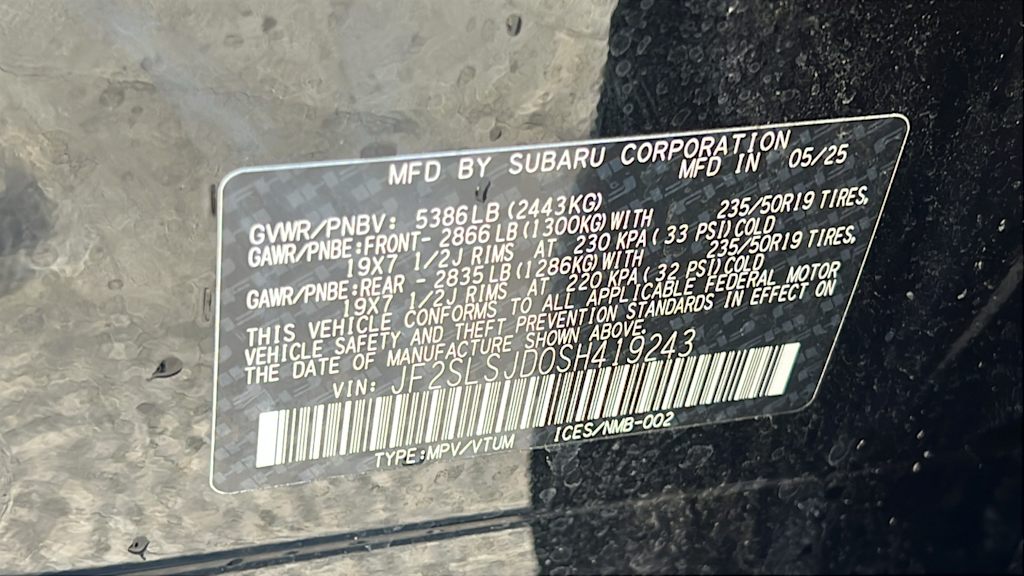 MFD BY SUBARU CORPORATION
MFD IN 05/25
GVWR/PNBV: 5386LB (2443KG)
GAWR/PNBE:FRONT- 2866LB (1300KG) WITH 235/50R19 TIRES,
19X7 1/2J RIMS AT 230 KPA (33 PSI) COLD
GAWR/PNBE:REAR - 2835LB (1286KG) WITH 235/50R19 TIRES,
19X7 1/2J RIMS AT 220 KPA (32 PSI) COLD
THIS VEHICLE CONFORMS TO ALL APPLICABLE FEDERAL MOTOR
VEHICLE SAFETY AND THEFT PREVENTION STANDARDS IN EFFECT ON
THE DATE OF MANUFACTURE SHOWN ABOVE.
VIN: JF2SLSJD0SH419243
TYPE:MPV/VTUM ICES/NMB-002